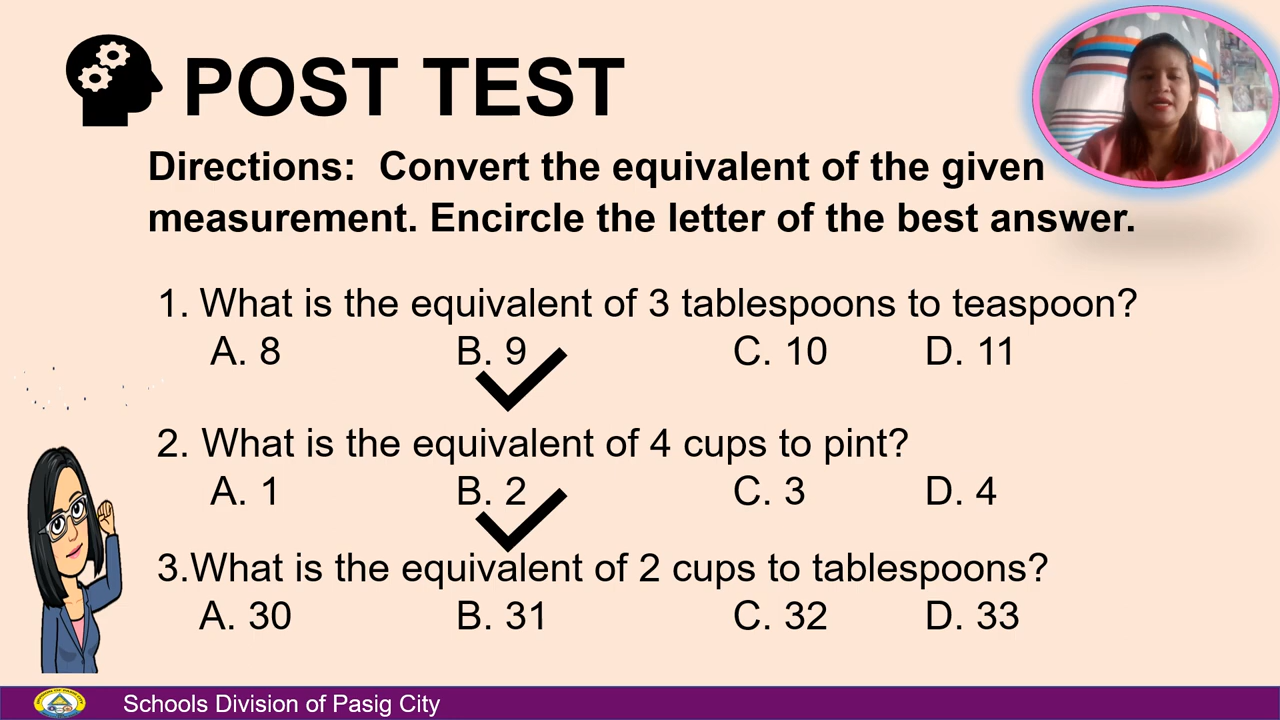 POST TEST
Directions: Convert the equivalent of the given
measurement. Encircle the letter of the best answer.
1. What is the equivalent of 3 tablespoons to teaspoon?
A. 8 B. 9 C. 10 D. 11
2. What is the equivalent of 4 cups to pint?
A. 1 B. 2 C. 3 D. 4
3.What is the equivalent of 2 cups to tablespoons?
A. 30 B. 31 C. 32 D. 33
Schools Division of Pasig City